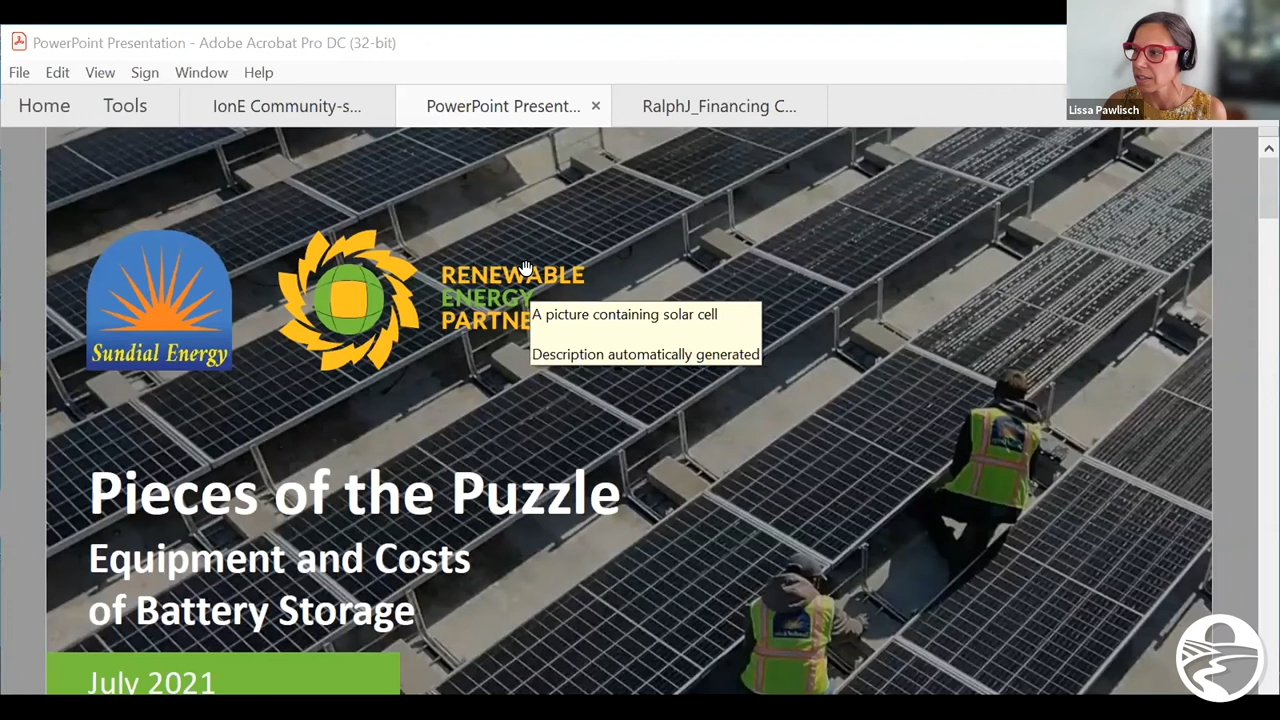 PowerPoint Presentation - Adobe Acrobat Pro DC (32-bit)
File Edit View Sign Window Help
Lissa Pawlisch
Home Tools IonE Community-s... PowerPoint Present... × RalphJ_Financing C...
Sundial Energy
RENEWABLE
ENERGY
PARTNE
A picture containing solar cell
Description automatically generated
Pieces of the Puzzle
Equipment and Costs
of Battery Storage
July 2021